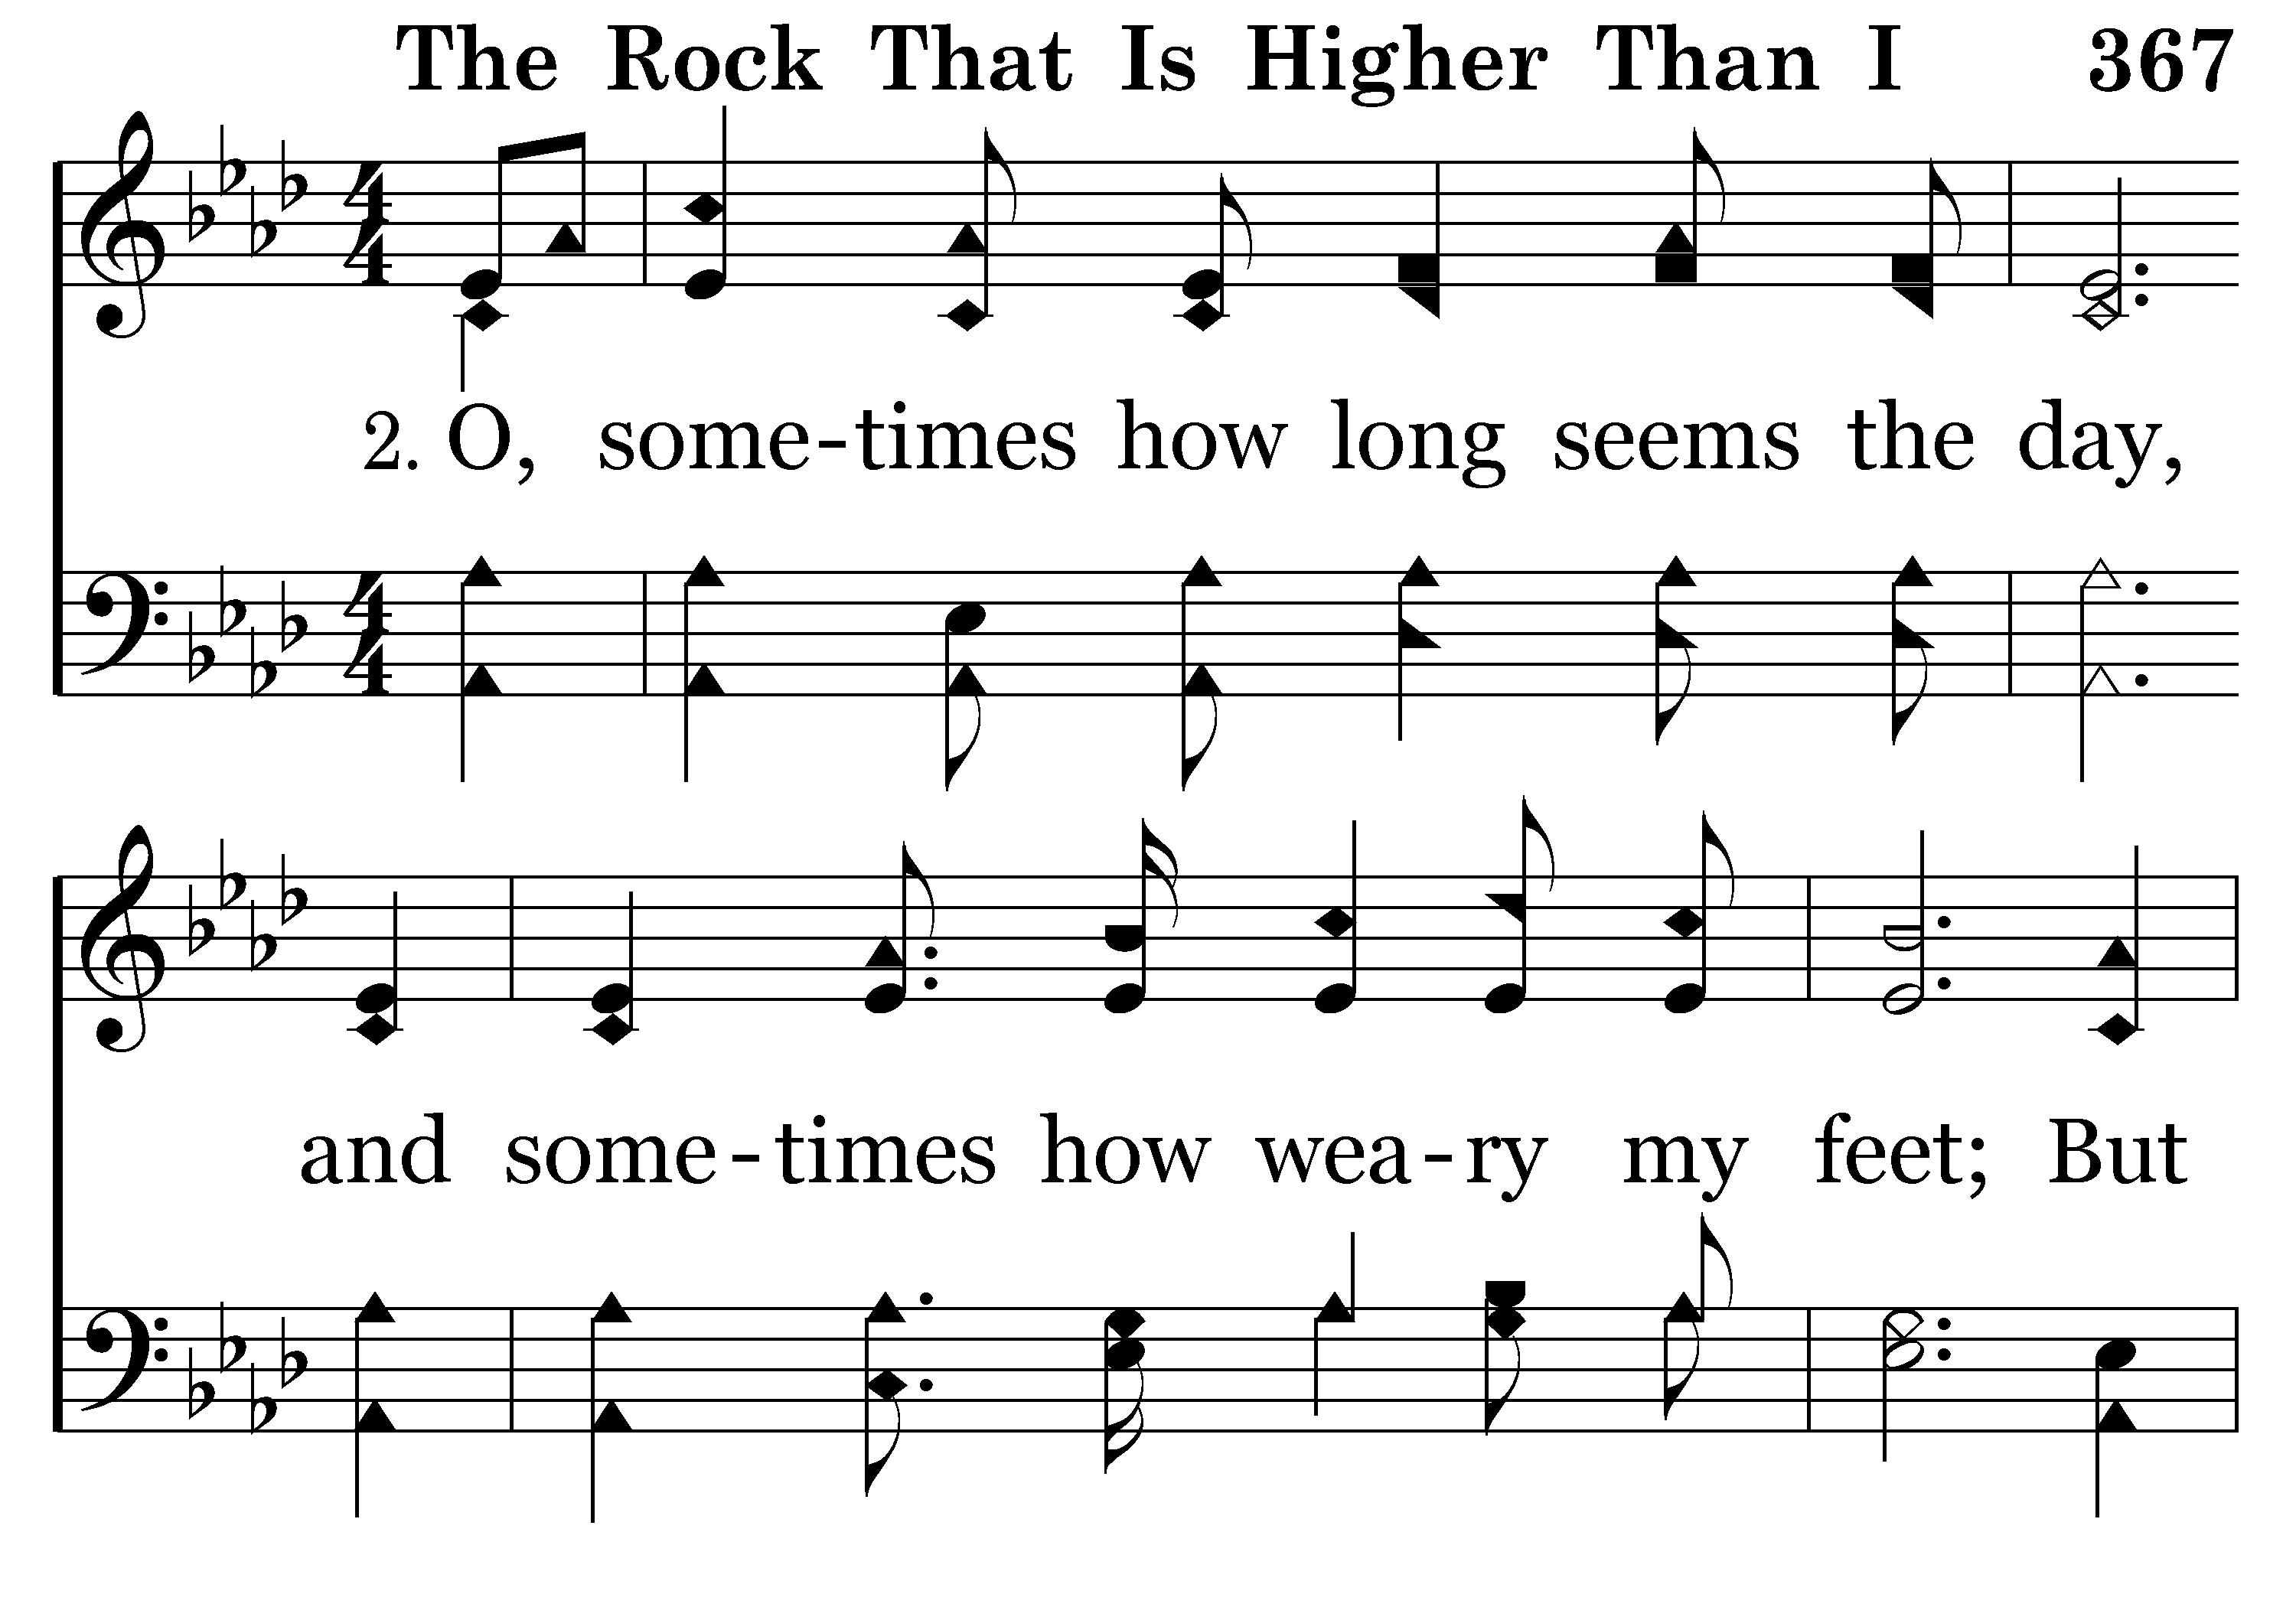 The Rock That Is Higher Than I 367
2. O, some-times how long seems the day,
and some-times how wea-ry my feet; But